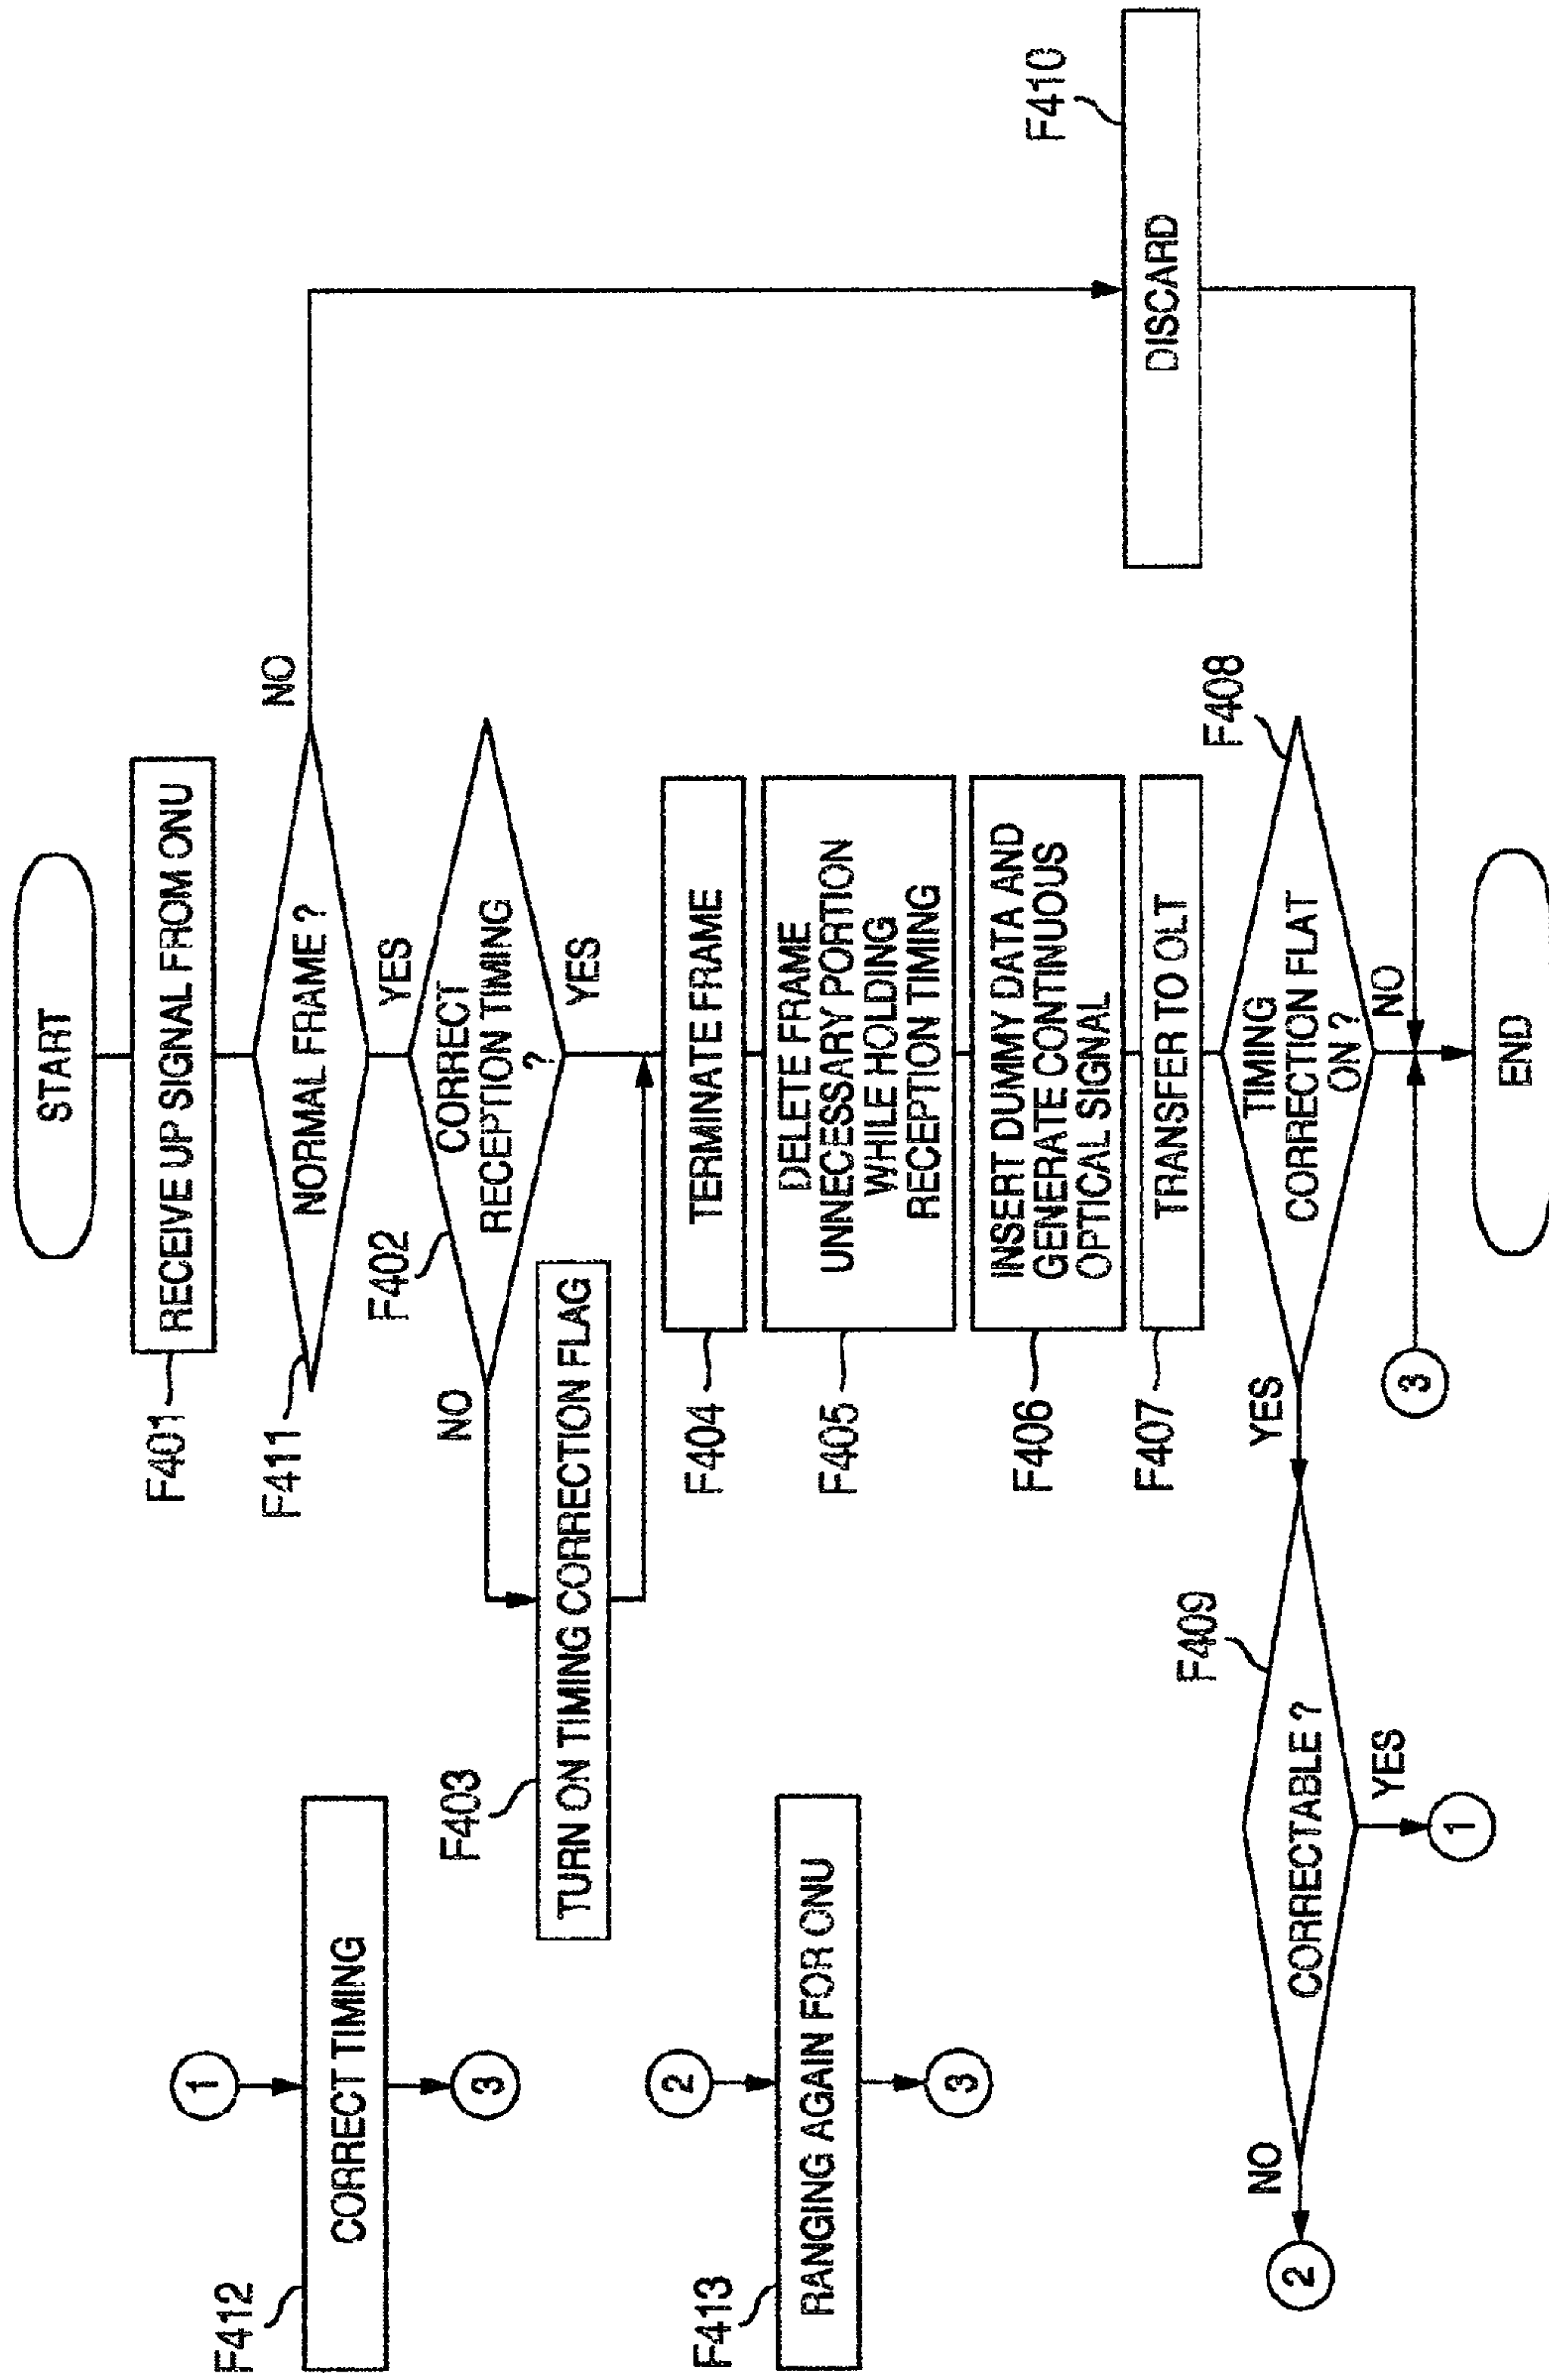 START
F401
RECEIVE UP SIGNAL FROM ONU
F411
NORMAL FRAME ?
NO
YES
F402
CORRECT
RECEPTION TIMING
?
NO
YES
F403
TURN ON TIMING CORRECTION FLAG
F404
TERMINATE FRAME
F405
DELETE FRAME
UNNECESSARY PORTION
WHILE HOLDING
RECEPTION TIMING
F406
INSERT DUMMY DATA AND
GENERATE CONTINUOUS
OPTICAL SIGNAL
F407
TRANSFER TO OLT
F408
TIMING
CORRECTION FLAT
ON ?
YES
NO
3
F410
DISCARD
END
F409
CORRECTABLE ?
NO
2
YES
1
1
F412
CORRECT TIMING
3
2
F413
RANGING AGAIN FOR ONU
3